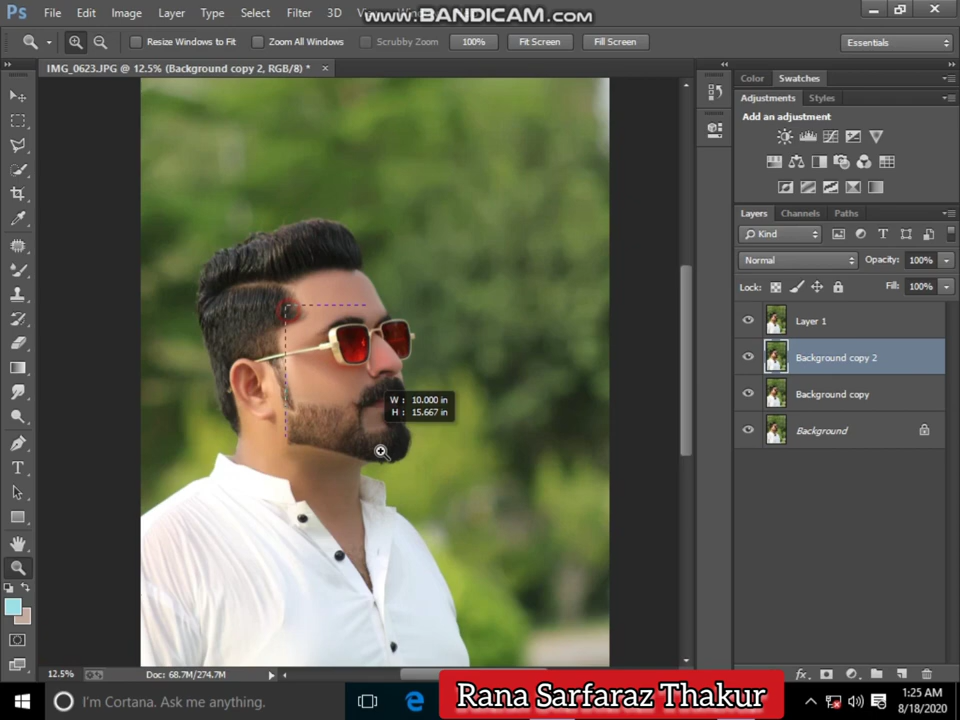 Ps File Edit Image Layer Type Select Filter 3D
www.BANDICAM.com
Resize Windows to Fit Zoom All Windows Scrubby Zoom 100% Fit Screen Fill Screen Essentials
IMG_0623.JPG @ 12.5% (Background copy 2, RGB/8) * ×
Color Swatches
Adjustments Styles
Add an adjustment
Layers Channels Paths
Kind
Normal Opacity: 100%
Lock: Fill: 100%
Layer 1
Background copy 2
Background copy
Background
W : 10.000 in
H : 15.667 in
12.5% Doc: 68.7M/274.7M
I'm Cortana. Ask me anything.
Rana Sarfaraz Thakur
1:25 AM
8/18/2020